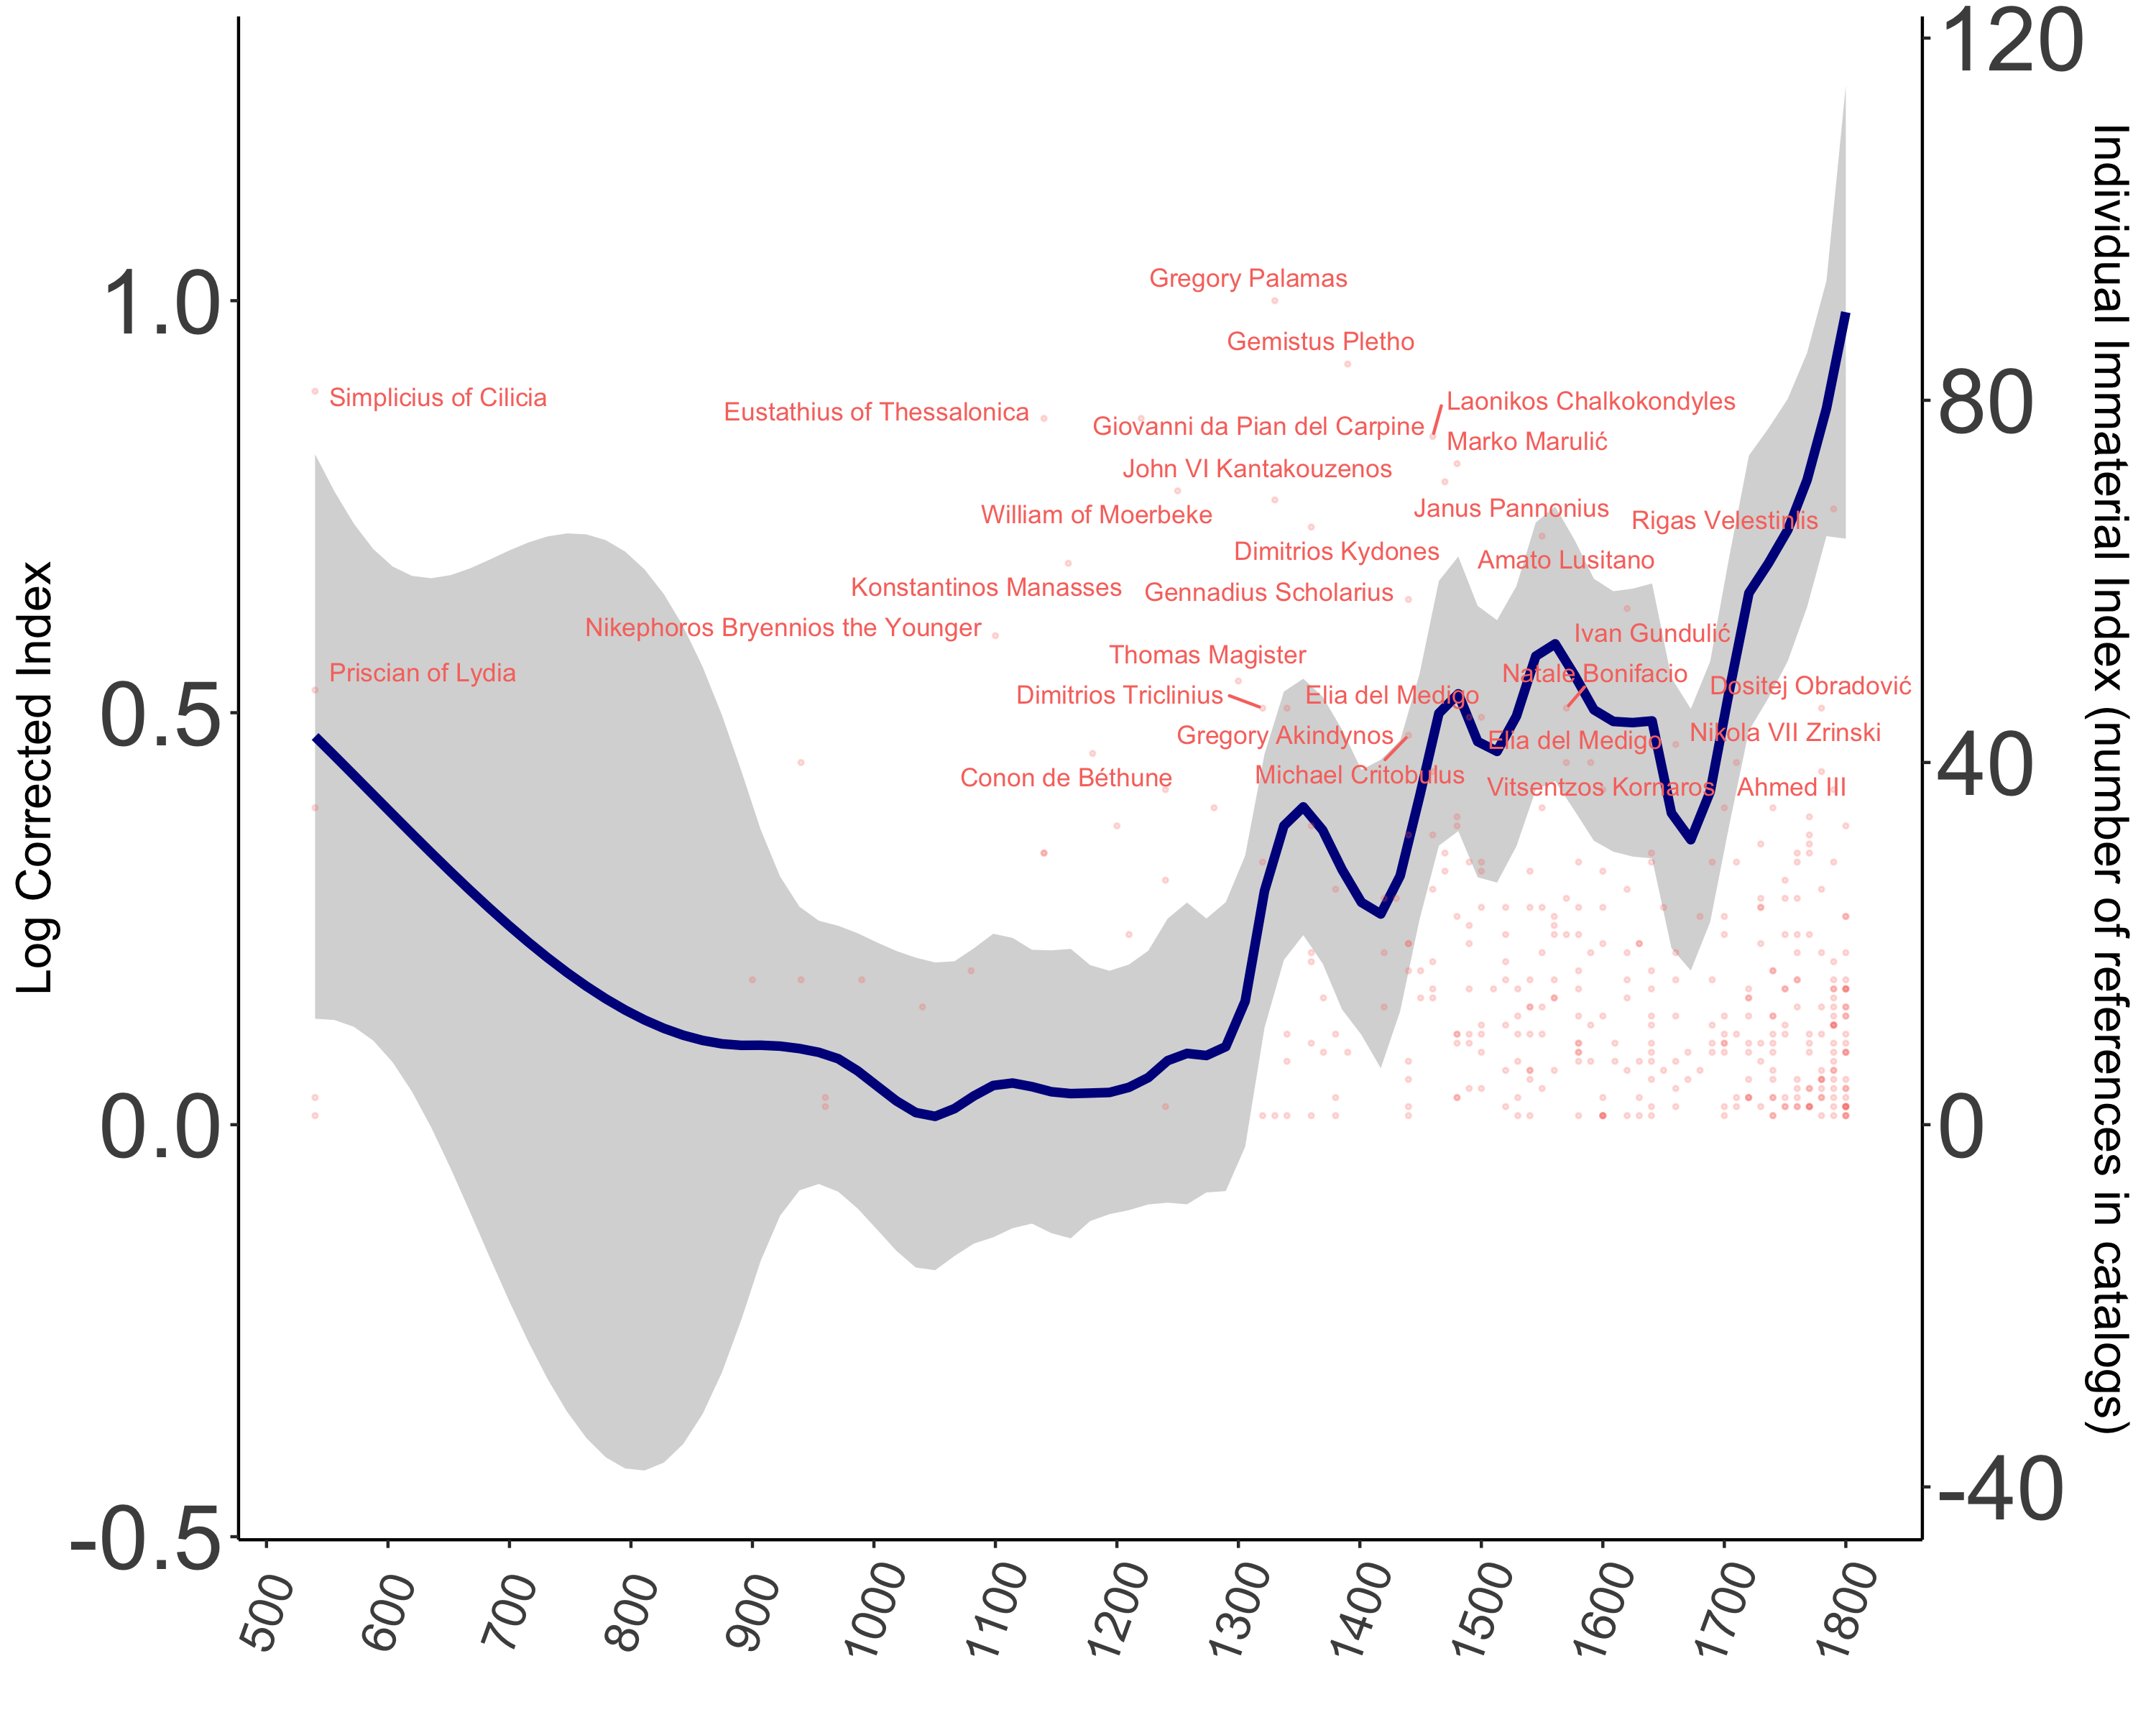 120
Gregory Palamas
1.0
Gemistus Pletho
Simplicius of Cilicia
Laonikos Chalkokondyles
80
Eustathius of Thessalonica
Giovanni da Pian del Carpine
Marko Marulić
John VI Kantakouzenos
Janus Pannonius
William of Moerbeke
Rigas Velestinlis
Dimitrios Kydones
Amato Lusitano
Konstantinos Manasses
Gennadius Scholarius
Nikephoros Bryennios the Younger
Ivan Gundulić
Thomas Magister
Priscian of Lydia
Natale Bonifacio
Dositej Obradović
Dimitrios Triclinius
Elia del Medigo
0.5
Nikola VII Zrinski
Gregory Akindynos
Elia del Medigo
40
Michael Critobulus
Conon de Béthune
Vitsentzos Kornaros
Ahmed III
0.0
0
-40
-0.5
500
600
700
800
900
1000
1100
1200
1300
1400
1500
1600
1700
1800
Log Corrected Index
Individual Immaterial Index (number of references in catalogs)